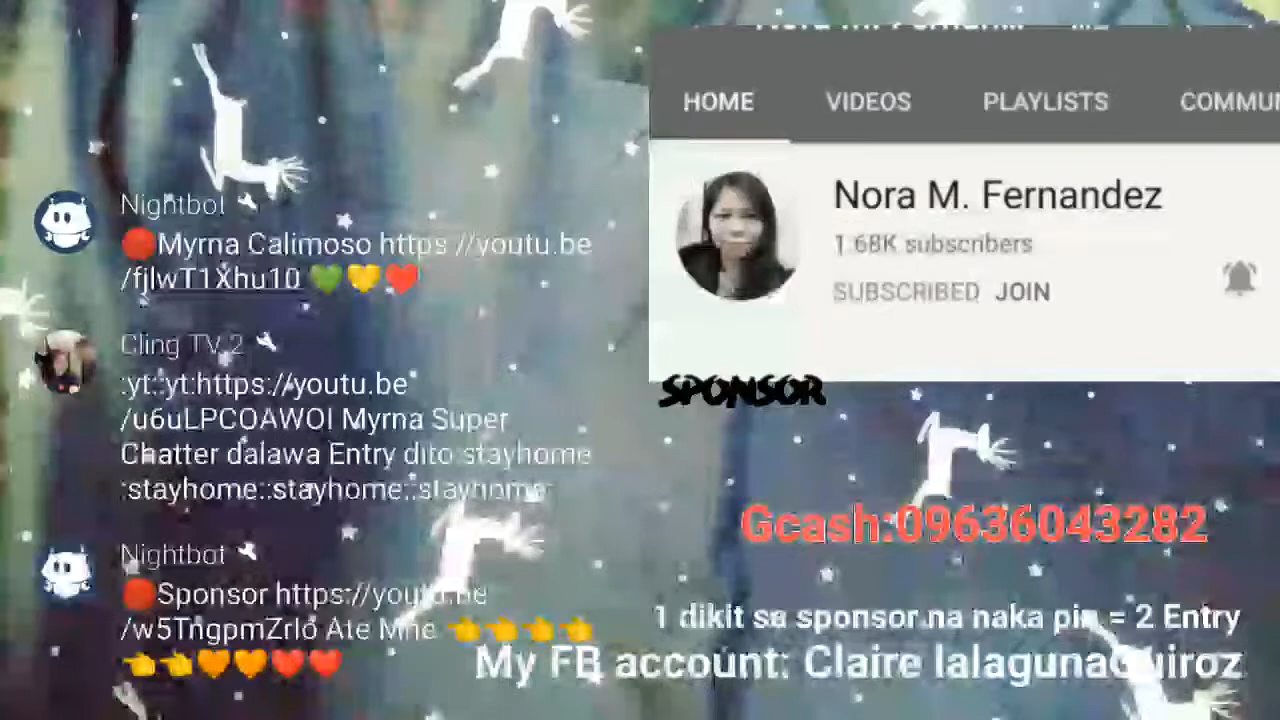 Nightbot
🔴Myrna Calimoso https //youtu.be
/fjlwT1Xhu10 💚💛❤️
Cling TV 2
:yt::yt:https://youtu.be
/u6uLPCOAWOI Myrna Super
Chatter dalawa Entry dito stayhome
:stayhome::stayhome::stayhome:
Nightbot
🔴Sponsor https://youtu.be
/w5TngpmZrl6 Ate Mhe 👈👈👈👈
👈👈🧡🧡❤️❤️
HOME VIDEOS PLAYLISTS COMMUN
Nora M. Fernandez
1.68K subscribers
SUBSCRIBED JOIN
SPONSOR
Gcash:09636043282
1 dikit sa sponsor na naka pin = 2 Entry
My FB account: Claire lalagunaQuiroz